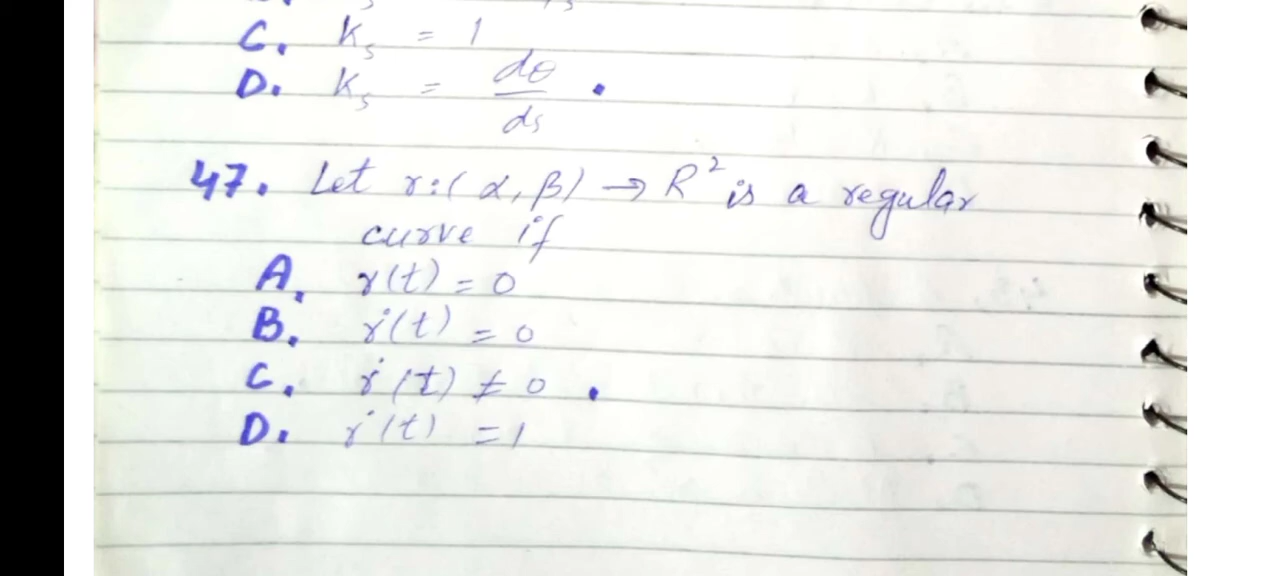 C. Ks = 1
D. Ks = dθ/ds .
47. Let r:(α,β) → R² is a regular
curve if
A. r(t) = 0
B. ṙ(t) = 0
C. ṙ(t) ≠ 0 .
D. ṙ(t) = 1